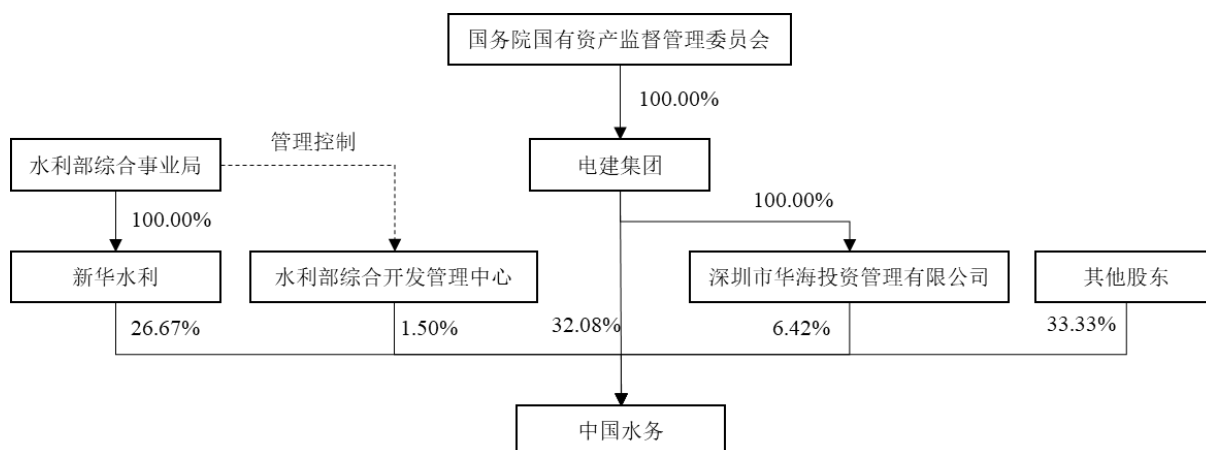 国务院国有资产监督管理委员会
100.00%
管理控制
水利部综合事业局
电建集团
100.00%
100.00%
新华水利
水利部综合开发管理中心
深圳市华海投资管理有限公司
其他股东
26.67%
1.50%
32.08%
6.42%
33.33%
中国水务